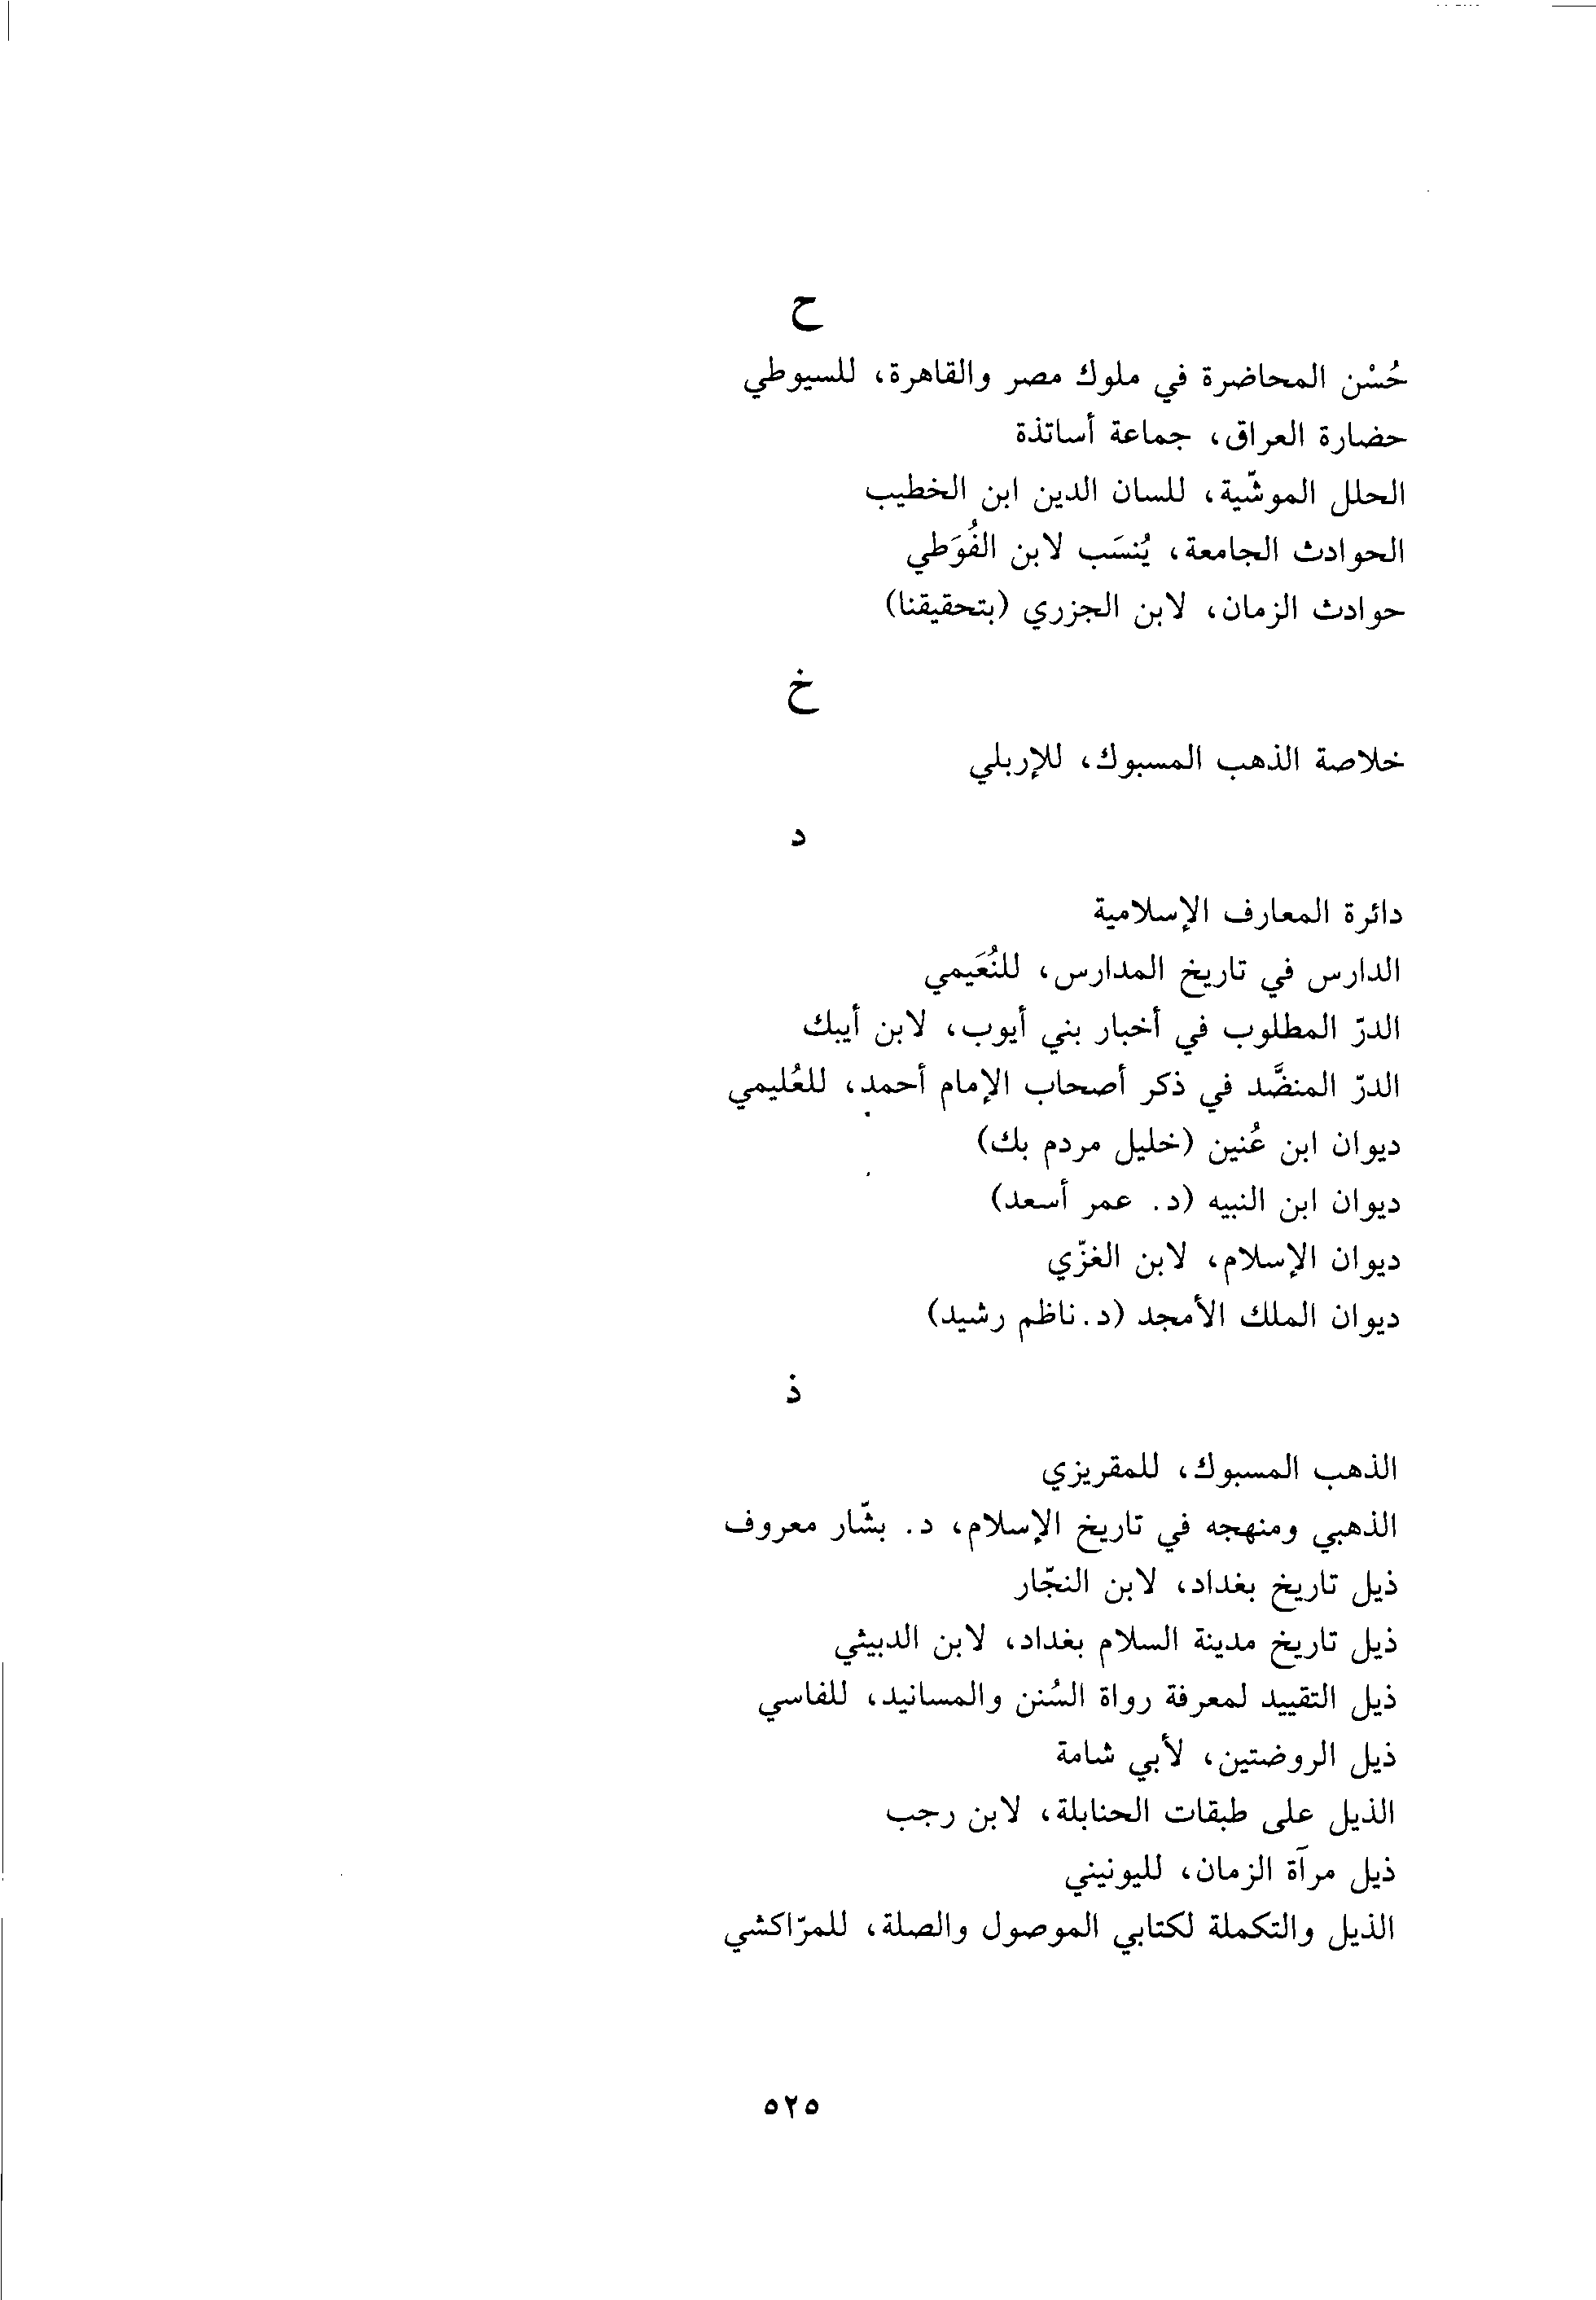 ح
حُسْن المحاضرة في ملوك مصر والقاهرة، للسيوطي
حضارة العراق، جماعة أساتذة
الحلل الموشّية، للسان الدين ابن الخطيب
الحوادث الجامعة، يُنسَب لابن الفُوَطي
حوادث الزمان، لابن الجزري (بتحقيقنا)
خ
خلاصة الذهب المسبوك، للإربلي
د
دائرة المعارف الإسلامية
الدارس في تاريخ المدارس، للنُعَيمي
الدرّ المطلوب في أخبار بني أيوب، لابن أيبك
الدرّ المنضَّد في ذكر أصحاب الإمام أحمد، للعُليمي
ديوان ابن عُنين (خليل مردم بك)
ديوان ابن النبيه (د. عمر أسعد)
ديوان الإسلام، لابن الغزّي
ديوان الملك الأمجد (د.ناظم رشيد)
ذ
الذهب المسبوك، للمقريزي
الذهبي ومنهجه في تاريخ الإسلام، د. بشّار معروف
ذيل تاريخ بغداد، لابن النجّار
ذيل تاريخ مدينة السلام بغداد، لابن الدبيثي
ذيل التقييد لمعرفة رواة السُنن والمسانيد، للفاسي
ذيل الروضتين، لأبي شامة
الذيل على طبقات الحنابلة، لابن رجب
ذيل مرآة الزمان، لليونيني
الذيل والتكملة لكتابي الموصول والصلة، للمرّاكشي
٥٢٥